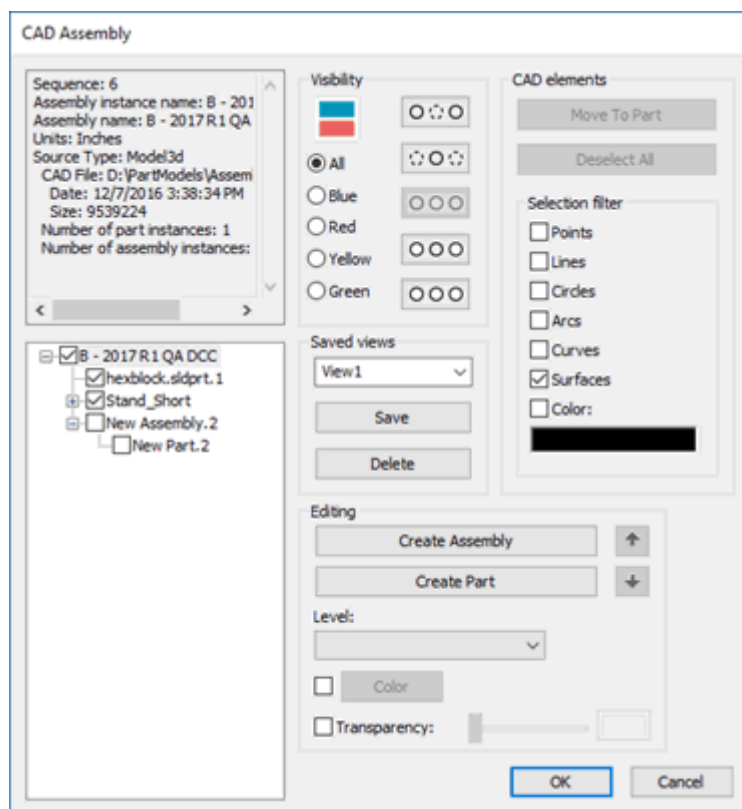 CAD Assembly
Sequence: 6
Assembly instance name: B - 201
Assembly name: B - 2017 R1 QA
Units: Inches
Source Type: Model3d
CAD File: D:\PartModels\Assem
Date: 12/7/2016 3:38:34 PM
Size: 9539224
Number of part instances: 1
Number of assembly instances:
B - 2017 R1 QA DCC
hexblock.sldprt.1
Stand_Short
New Assembly.2
New Part.2
Visibility
All
Blue
Red
Yellow
Green
Saved views
View1
Save
Delete
CAD elements
Move To Part
Deselect All
Selection filter
Points
Lines
Circles
Arcs
Curves
Surfaces
Color:
Editing
Create Assembly
Create Part
Level:
Color
Transparency:
OK
Cancel